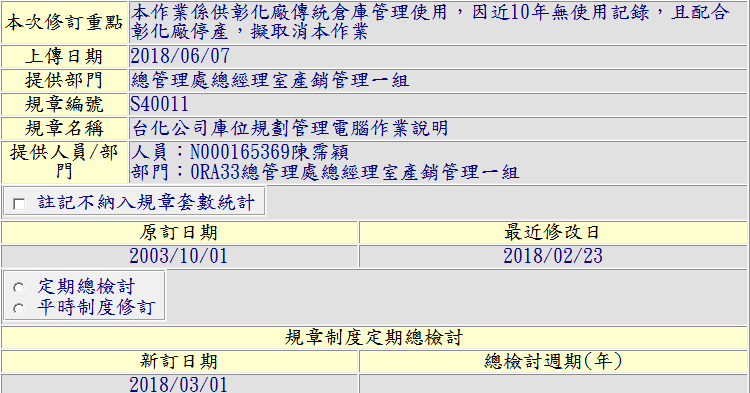 本次修訂重點 本作業係供彰化廠傳統倉庫管理使用，因近10年無使用記錄，且配合
彰化廠停產，擬取消本作業
上傳日期 2018/06/07
提供部門 總管理處總經理室產銷管理一組
規章編號 S40011
規章名稱 台化公司庫位規劃管理電腦作業說明
提供人員/部
門
人員：N000165369陳霈穎
部門：0RA33總管理處總經理室產銷管理一組
註記不納入規章套數統計
原訂日期 最近修改日
2003/10/01 2018/02/23
定期總檢討
平時制度修訂
規章制度定期總檢討
新訂日期 總檢討週期(年)
2018/03/01